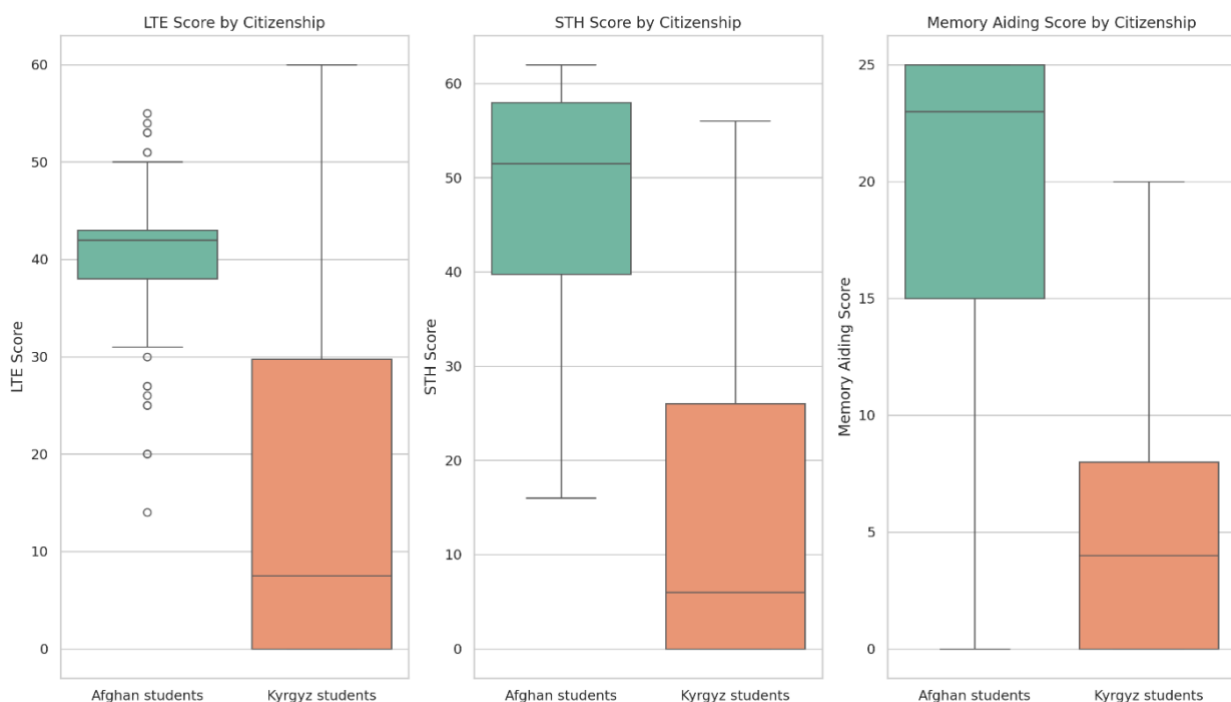 LTE Score by Citizenship
LTE Score
60
50
40
30
20
10
0
Afghan students
Kyrgyz students
STH Score by Citizenship
STH Score
60
50
40
30
20
10
0
Afghan students
Kyrgyz students
Memory Aiding Score by Citizenship
Memory Aiding Score
25
20
15
10
5
0
Afghan students
Kyrgyz students